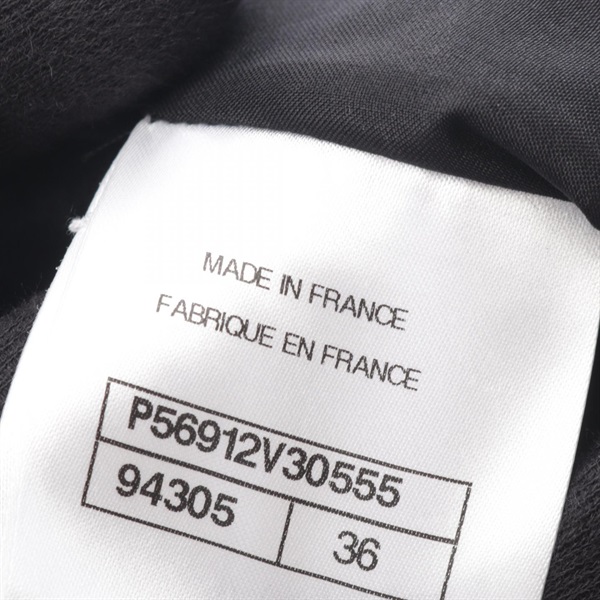 MADE IN FRANCE
FABRIQUE EN FRANCE
P56912V30555
94305
36